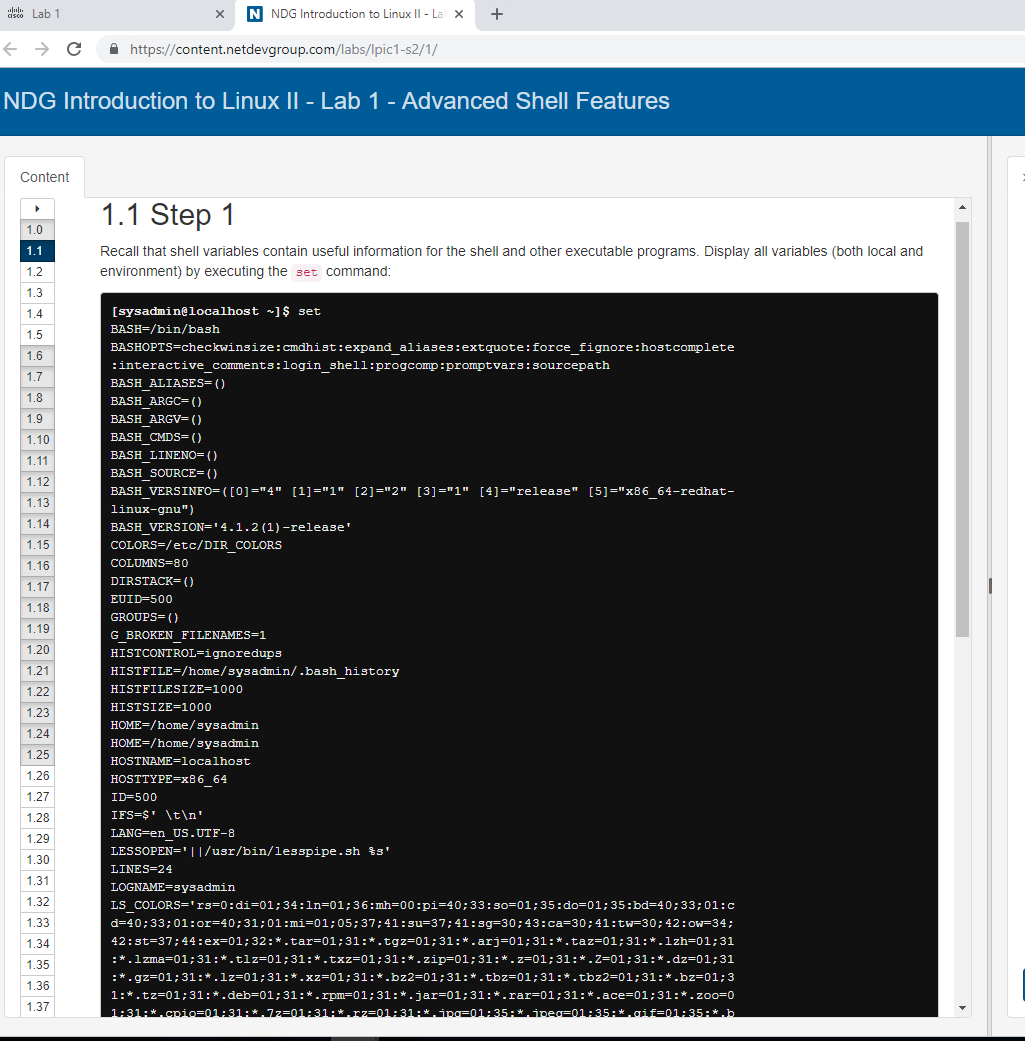 Lab 1
NDG Introduction to Linux II - La
https://content.netdevgroup.com/labs/lpic1-s2/1/
NDG Introduction to Linux II - Lab 1 - Advanced Shell Features
Content
1.0
1.1
1.2
1.3
1.4
1.5
1.6
1.7
1.8
1.9
1.10
1.11
1.12
1.13
1.14
1.15
1.16
1.17
1.18
1.19
1.20
1.21
1.22
1.23
1.24
1.25
1.26
1.27
1.28
1.29
1.30
1.31
1.32
1.33
1.34
1.35
1.36
1.37
1.1 Step 1
Recall that shell variables contain useful information for the shell and other executable programs. Display all variables (both local and
environment) by executing the set command:
[sysadmin@localhost ~]$ set
BASH=/bin/bash
BASHOPTS=checkwinsize:cmdhist:expand_aliases:extquote:force_fignore:hostcomplete
:interactive_comments:login_shell:progcomp:promptvars:sourcepath
BASH_ALIASES=()
BASH_ARGC=()
BASH_ARGV=()
BASH_CMDS=()
BASH_LINENO=()
BASH_SOURCE=()
BASH_VERSINFO=([0]="4" [1]="1" [2]="2" [3]="1" [4]="release" [5]="x86_64-redhat-
linux-gnu")
BASH_VERSION='4.1.2(1)-release'
COLORS=/etc/DIR_COLORS
COLUMNS=80
DIRSTACK=()
EUID=500
GROUPS=()
G_BROKEN_FILENAMES=1
HISTCONTROL=ignoredups
HISTFILE=/home/sysadmin/.bash_history
HISTFILESIZE=1000
HISTSIZE=1000
HOME=/home/sysadmin
HOME=/home/sysadmin
HOSTNAME=localhost
HOSTTYPE=x86_64
ID=500
IFS=$' \t\n'
LANG=en_US.UTF-8
LESSOPEN='||/usr/bin/lesspipe.sh %s'
LINES=24
LOGNAME=sysadmin
LS_COLORS='rs=0:di=01;34:ln=01;36:mh=00:pi=40;33:so=01;35:do=01;35:bd=40;33;01:c
d=40;33;01:or=40;31;01:mi=01;05;37;41:su=37;41:sg=30;43:ca=30;41:tw=30;42:ow=34;
42:st=37;44:ex=01;32:*.tar=01;31:*.tgz=01;31:*.arj=01;31:*.taz=01;31:*.lzh=01;31
:*.lzma=01;31:*.tlz=01;31:*.txz=01;31:*.zip=01;31:*.z=01;31:*.Z=01;31:*.dz=01;31
:*.gz=01;31:*.lz=01;31:*.xz=01;31:*.bz2=01;31:*.tbz=01;31:*.tbz2=01;31:*.bz=01;3
1:*.tz=01;31:*.deb=01;31:*.rpm=01;31:*.jar=01;31:*.rar=01;31:*.ace=01;31:*.zoo=0
1;31:*.cpio=01;31:*.7z=01;31:*.rz=01;31:*.jpg=01;35:*.jpeg=01;35:*.gif=01;35:*.b